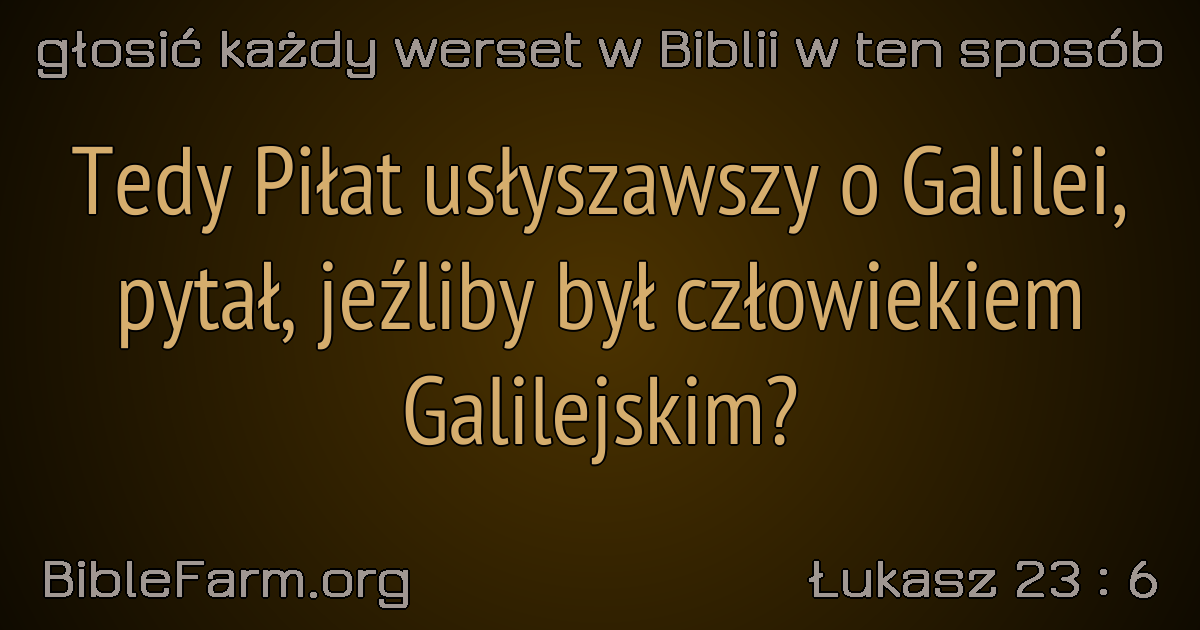 głosić każdy werset w Biblii w ten sposób
Tedy Piłat usłyszawszy o Galilei,
pytał, jeźliby był człowiekiem
Galilejskim?
BibleFarm.org
Łukasz 23 : 6